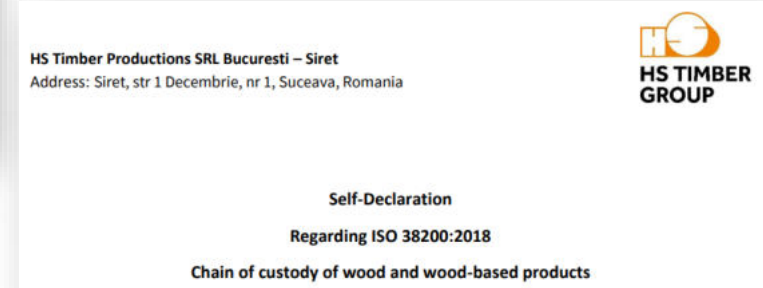 HS Timber Productions SRL Bucuresti – Siret
Address: Siret, str 1 Decembrie, nr 1, Suceava, Romania
HS TIMBER
GROUP
Self-Declaration
Regarding ISO 38200:2018
Chain of custody of wood and wood-based products